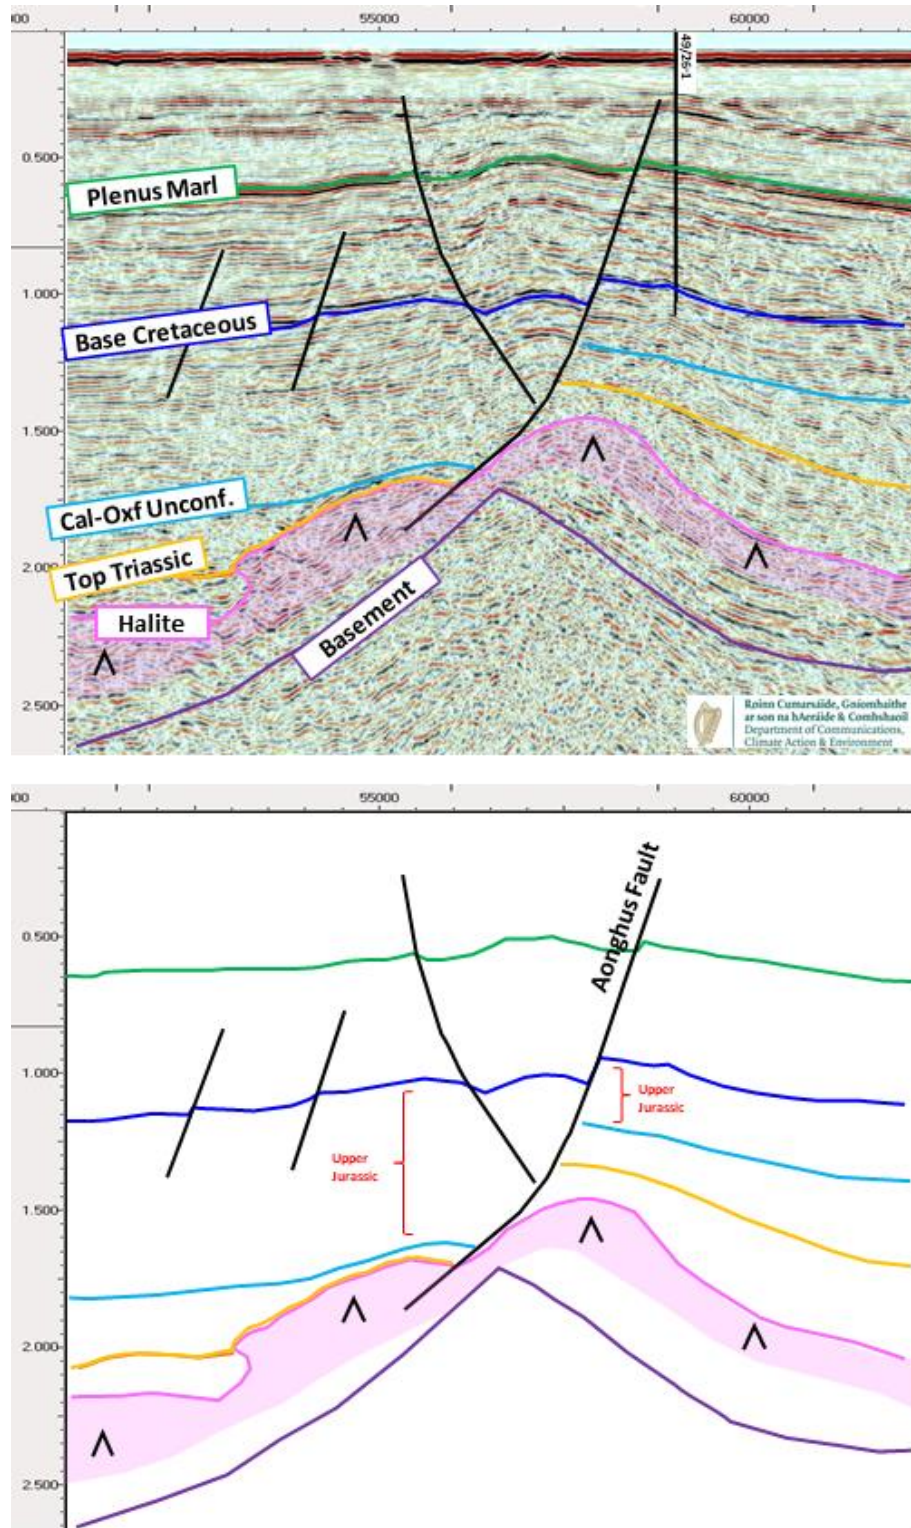 00
55000
60000
49/26-1
0.500
Plenus Marl
1.000
Base Cretaceous
1.500
Cal-Oxf Unconf.
Top Triassic
2.000
Halite
Basement
2.500
Roinn Cumarsáide, Gníomhaithe
ar son na hAeráide & Comhshaoil
Department of Communications,
Climate Action & Environment
00
55000
60000
Aonghus Fault
0.500
1.000
Upper
Jurassic
Upper
Jurassic
1.500
2.000
2.500